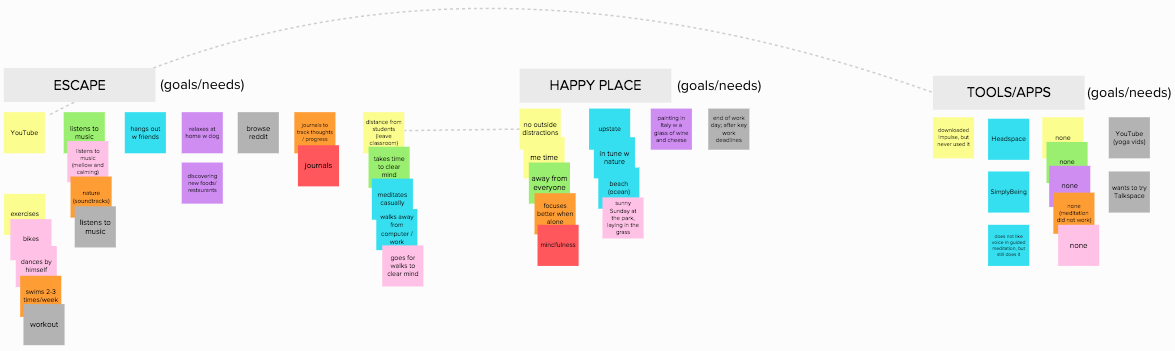 ESCAPE
(goals/needs)
YouTube
listens to
music
listens to
music
(mellow and
calming)
nature
(soundtracks)
listens to
music
hangs out
w friends
relaxes at
home w dog
discovering
new foods/
restaurants
browse
reddit
journals to
track thoughts
/ progress
journals
distance from
students
(leave
classroom)
takes time
to clear
mind
meditates
casually
walks away
from
computer /
work
goes for
walks to
clear mind
exercises
bikes
dances by
himself
swims 2-3
times/week
workout
HAPPY PLACE
(goals/needs)
no outside
distractions
me time
away from
everyone
focuses
better when
alone
mindfulness
upstate
in tune w
nature
beach
(ocean)
sunny
Sunday at
the park,
laying in the
grass
painting in
Italy w a
glass of wine
and cheese
end of work
day; after key
work
deadlines
TOOLS/APPS
(goals/needs)
downloaded
impulse, but
never used it
Headspace
SimplyBeing
does not like
voice in guided
meditation, but
still does it
none
none
none
none
(meditation
did not work)
none
YouTube
(yoga vids)
wants to try
Talkspace